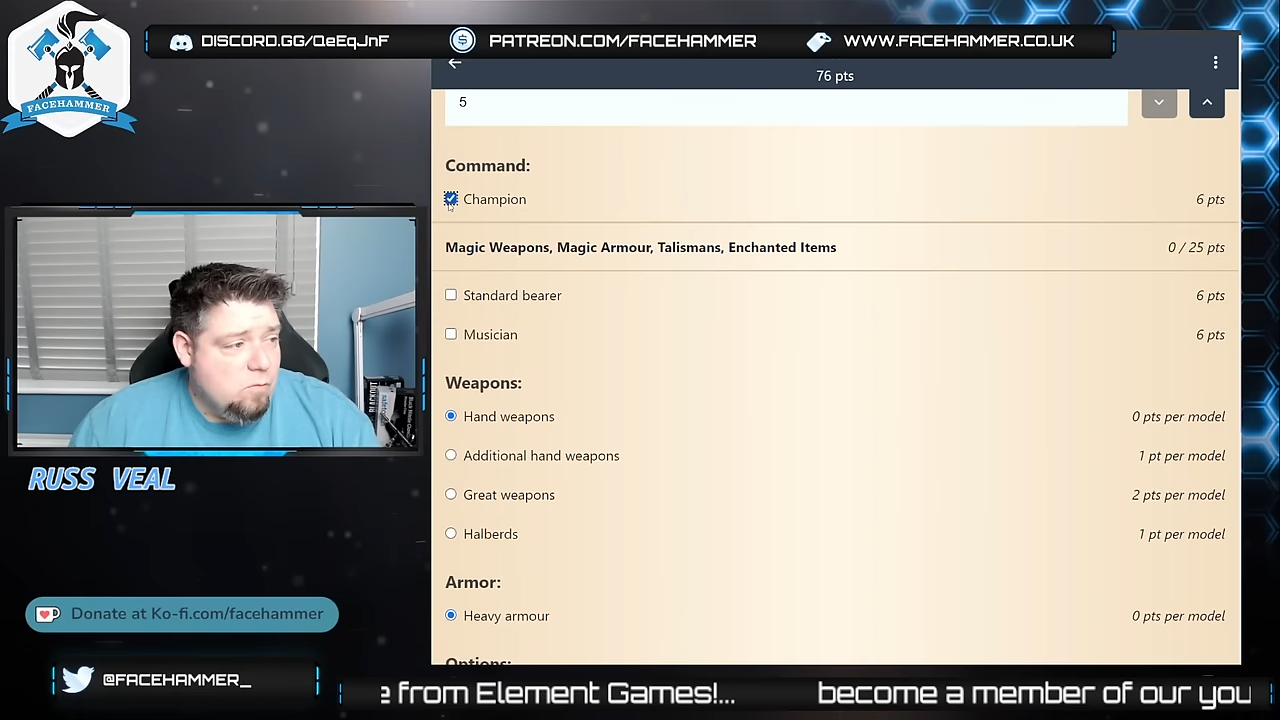 DISCORD.GG/QeEqJnF
PATREON.COM/FACEHAMMER
WWW.FACEHAMMER.CO.UK
FACEHAMMER
76 pts
5
Command:
Champion 6 pts
Magic Weapons, Magic Armour, Talismans, Enchanted Items 0 / 25 pts
Standard bearer 6 pts
Musician 6 pts
Weapons:
Hand weapons 0 pts per model
Additional hand weapons 1 pt per model
Great weapons 2 pts per model
Halberds 1 pt per model
Armor:
Heavy armour 0 pts per model
Options:
BLACKOUT
RUSS VEAL
Donate at Ko-fi.com/facehammer
@FACEHAMMER_
e from Element Games!... become a member of our you